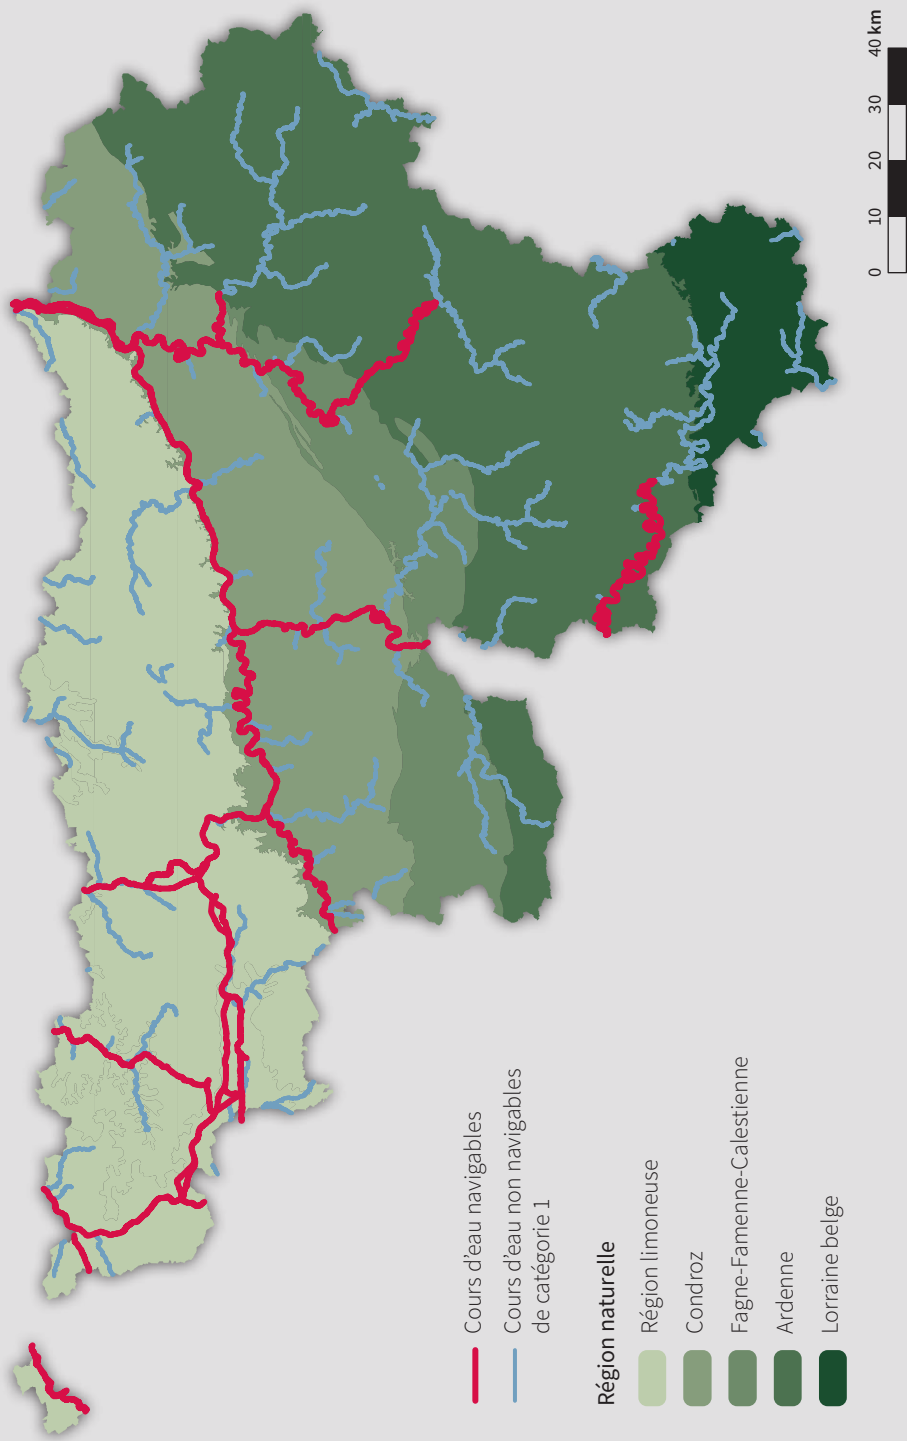 Cours d'eau navigables
Cours d'eau non navigables
de catégorie 1
Région naturelle
Région limoneuse
Condroz
Fagne-Famenne-Calestienne
Ardenne
Lorraine belge
0 10 20 30 40 km